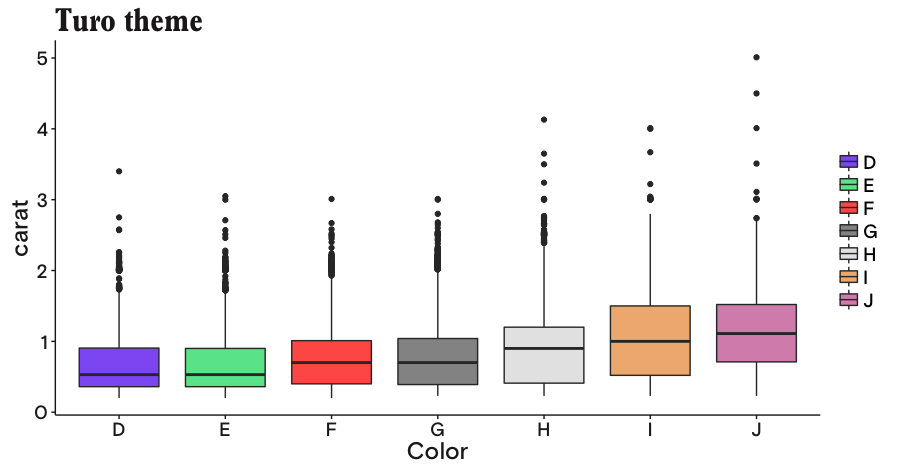 Turo theme
5
4
3
2
1
0
carat
D E F G H I J
Color
D
E
F
G
H
I
J